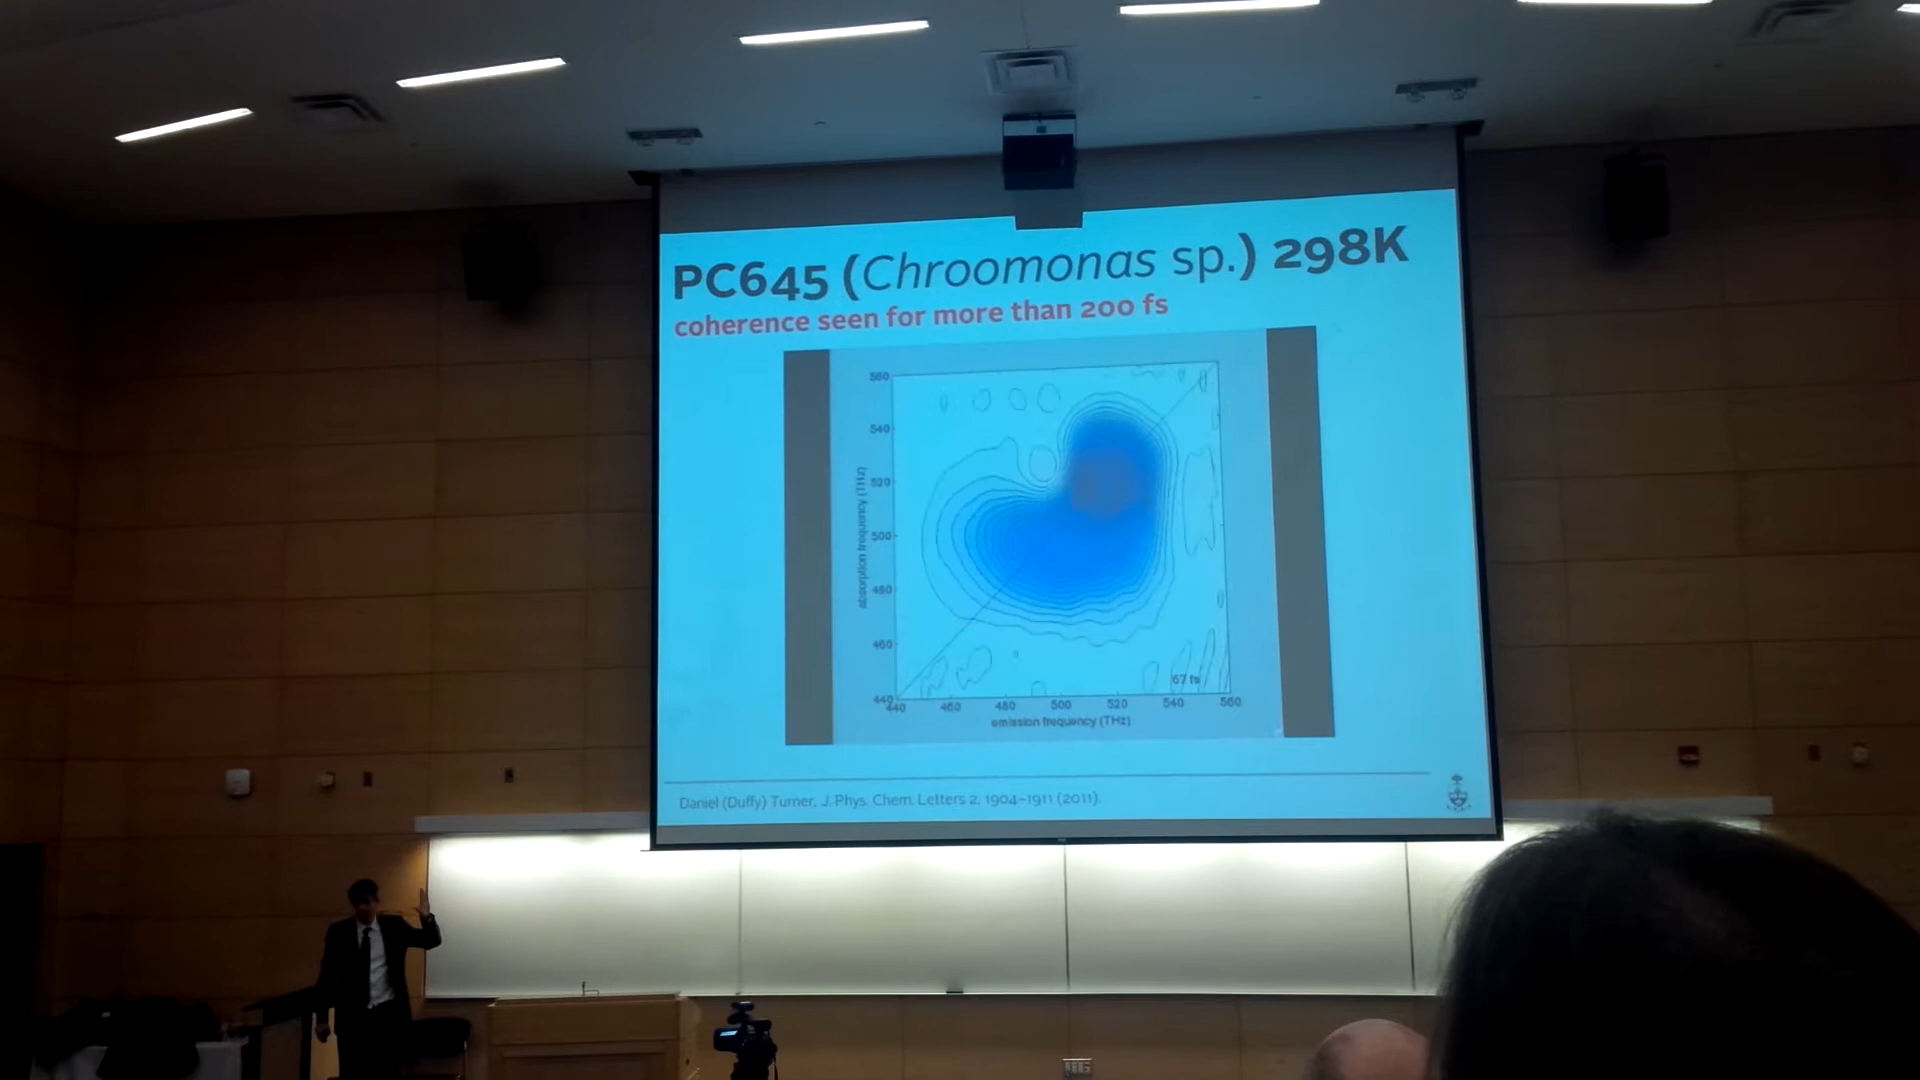 PC645 (Chroomonas sp.) 298K
coherence seen for more than 200 fs
560
540
520
500
480
460
440
absorption frequency (THz)
67 fs
440 460 480 500 520 540 560
emission frequency (THz)
Daniel (Duffy) Turner, J. Phys. Chem. Letters 2, 1904–1911 (2011).